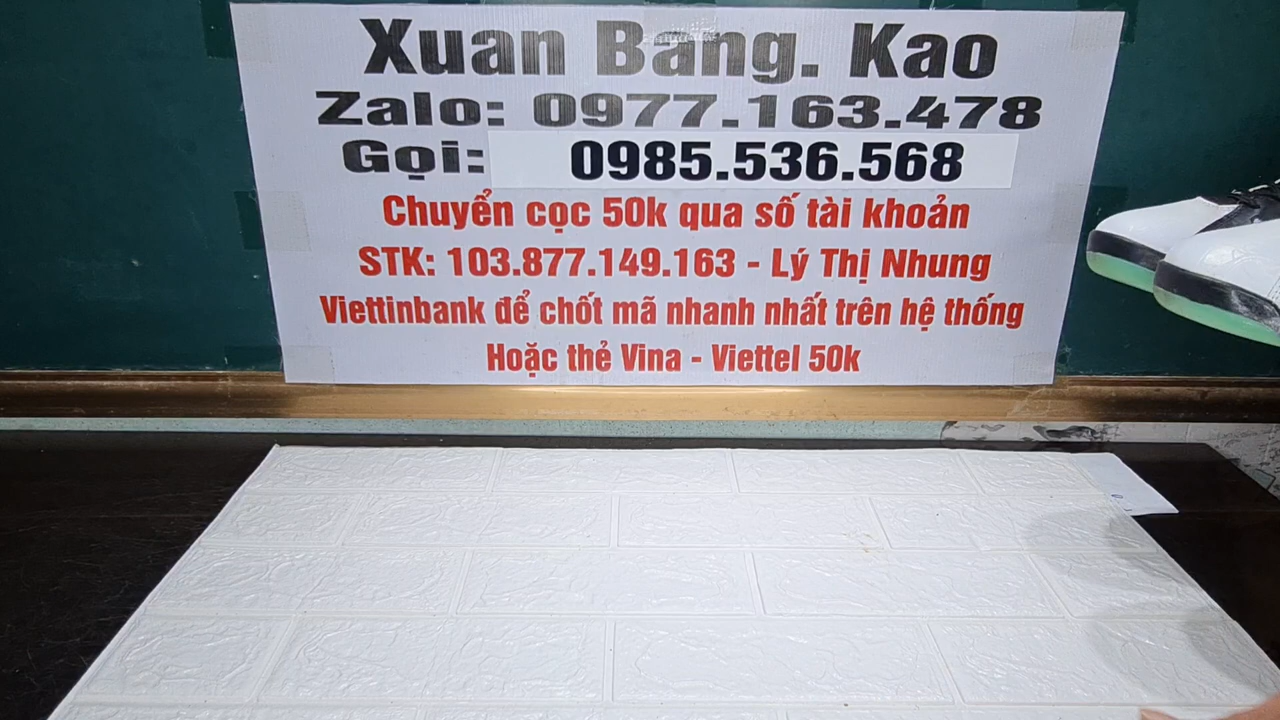 Xuan Bang. Kao
Zalo: 0977.163.478
Gọi: 0985.536.568
Chuyển cọc 50k qua số tài khoản
STK: 103.877.149.163 - Lý Thị Nhung
Viettinbank để chốt mã nhanh nhất trên hệ thống
Hoặc thẻ Vina - Viettel 50k